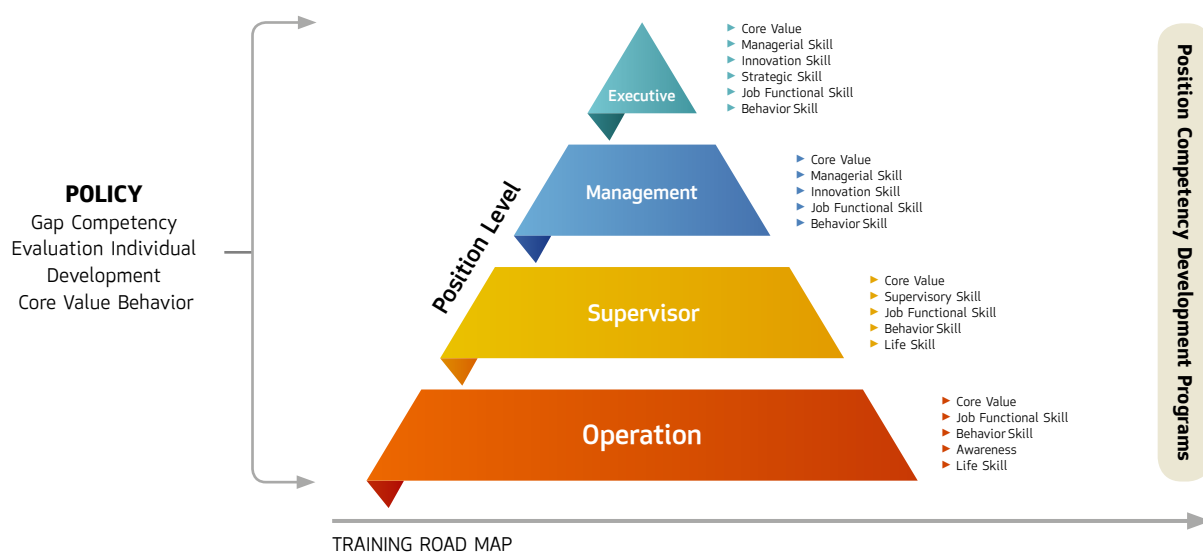 POLICY
Gap Competency
Evaluation Individual
Development
Core Value Behavior
Position Level
Executive
Core Value
Managerial Skill
Innovation Skill
Strategic Skill
Job Functional Skill
Behavior Skill
Management
Core Value
Managerial Skill
Innovation Skill
Job Functional Skill
Behavior Skill
Supervisor
Core Value
Supervisory Skill
Job Functional Skill
Behavior Skill
Life Skill
Operation
Core Value
Job Functional Skill
Behavior Skill
Awareness
Life Skill
Position Competency Development Programs
TRAINING ROAD MAP